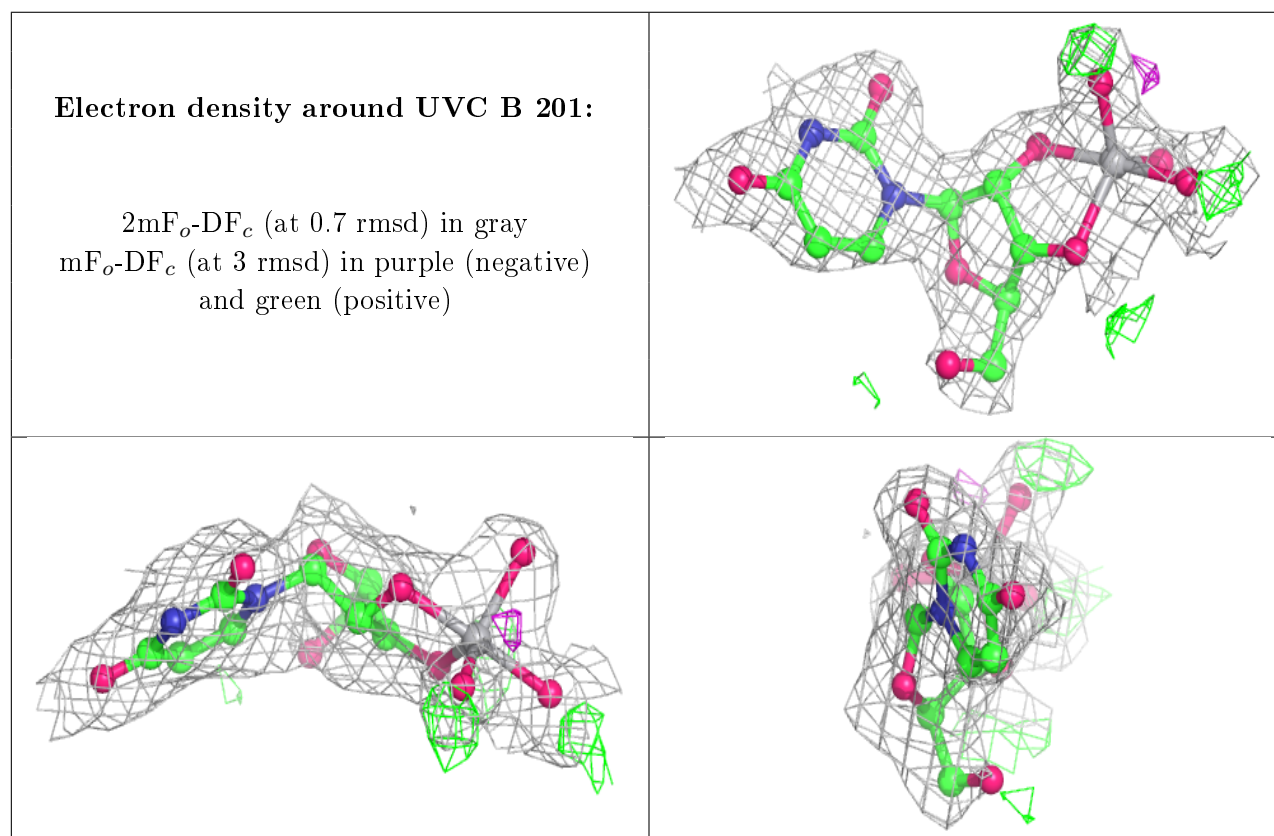 Electron density around UVC B 201:
2mFo-DFc (at 0.7 rmsd) in gray
mFo-DFc (at 3 rmsd) in purple (negative)
and green (positive)